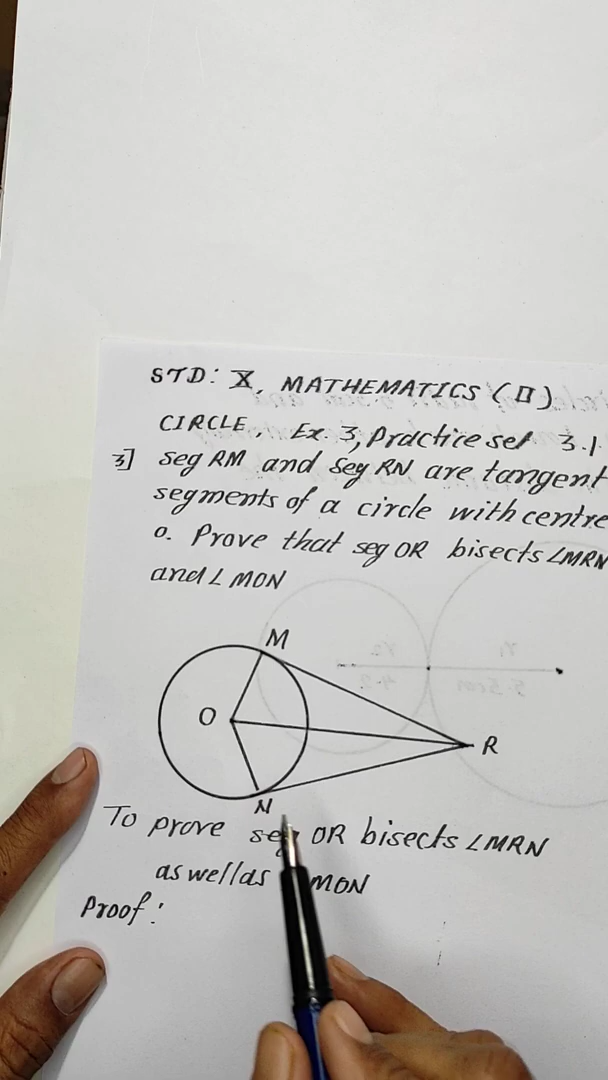 STD: X, MATHEMATICS (II)
CIRCLE, Ex. 3, Practice set 3.1.
3] seg RM and seg RN are tangent
segments of a circle with centre
o. Prove that seg OR bisects ∠MRN
and ∠MON
M
O
R
N
To prove seg OR bisects ∠MRN
as wellas MON
Proof: